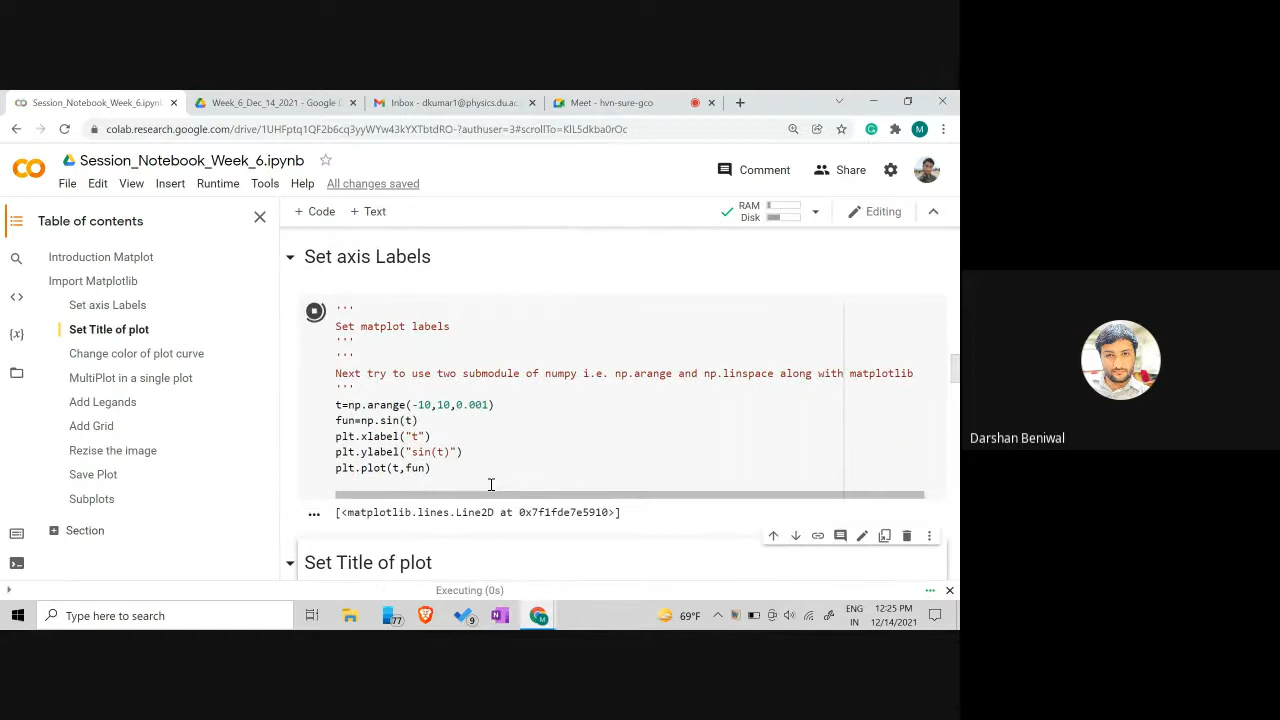 Session_Notebook_Week_6.ipynb
Week_6_Dec_14_2021 - Google D
Inbox - dkumar1@physics.du.ac.
Meet - hvn-sure-gco
colab.research.google.com/drive/1UHFptq1QF2b6cq3yyWYw43kYXTbtdRO-?authuser=3#scrollTo=KlL5dkba0rOc
M
Session_Notebook_Week_6.ipynb
Comment
Share
File Edit View Insert Runtime Tools Help All changes saved
Table of contents
+ Code + Text
RAM
Disk
Editing
Introduction Matplot
Import Matplotlib
Set axis Labels
Set Title of plot
Change color of plot curve
MultiPlot in a single plot
Add Legands
Add Grid
Rezise the image
Save Plot
Subplots
Section
{x}
Set axis Labels
'''
Set matplot labels
'''
'''
Next try to use two submodule of numpy i.e. np.arange and np.linspace along with matplotlib
'''
t=np.arange(-10,10,0.001)
fun=np.sin(t)
plt.xlabel("t")
plt.ylabel("sin(t)")
plt.plot(t,fun)
[<matplotlib.lines.Line2D at 0x7f1fde7e5910>]
Set Title of plot
Executing (0s)
Type here to search
77
9
69°F
ENG
IN
12:25 PM
12/14/2021
Darshan Beniwal